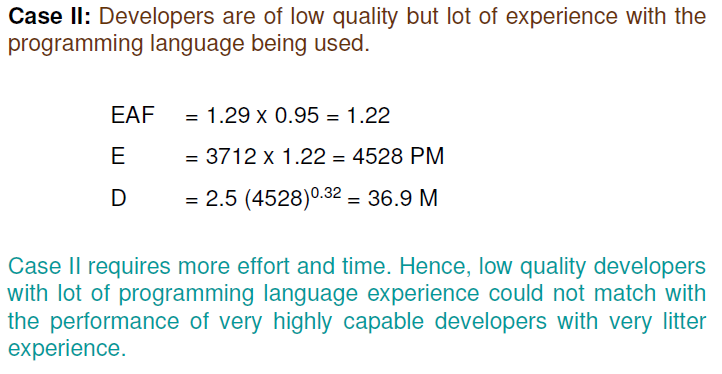 Case II: Developers are of low quality but lot of experience with the
programming language being used.
EAF = 1.29 x 0.95 = 1.22
E = 3712 x 1.22 = 4528 PM
D = 2.5 (4528)^0.32 = 36.9 M
Case II requires more effort and time. Hence, low quality developers
with lot of programming language experience could not match with
the performance of very highly capable developers with very litter
experience.